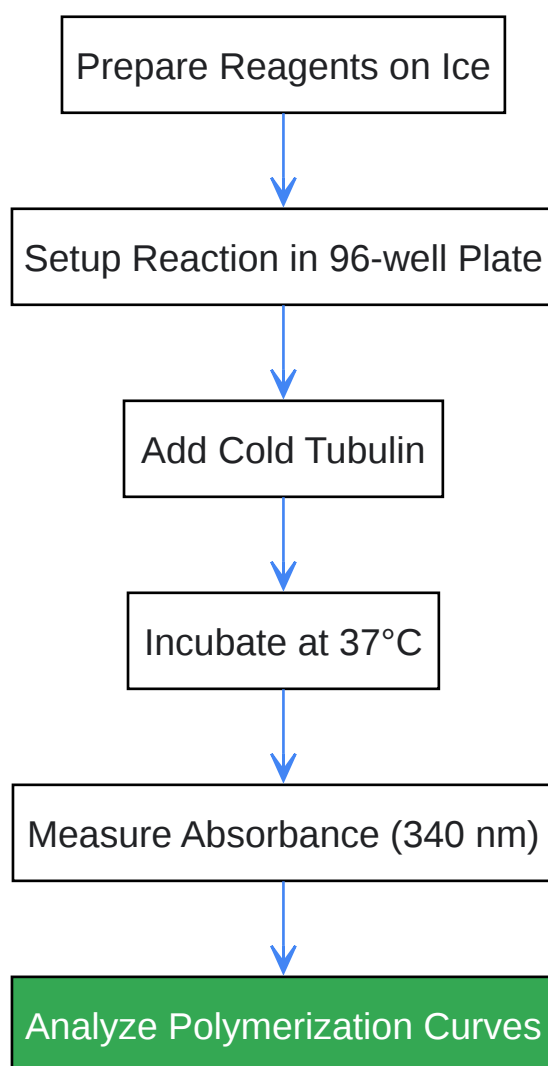 Prepare Reagents on Ice
Setup Reaction in 96-well Plate
Add Cold Tubulin
Incubate at 37°C
Measure Absorbance (340 nm)
Analyze Polymerization Curves